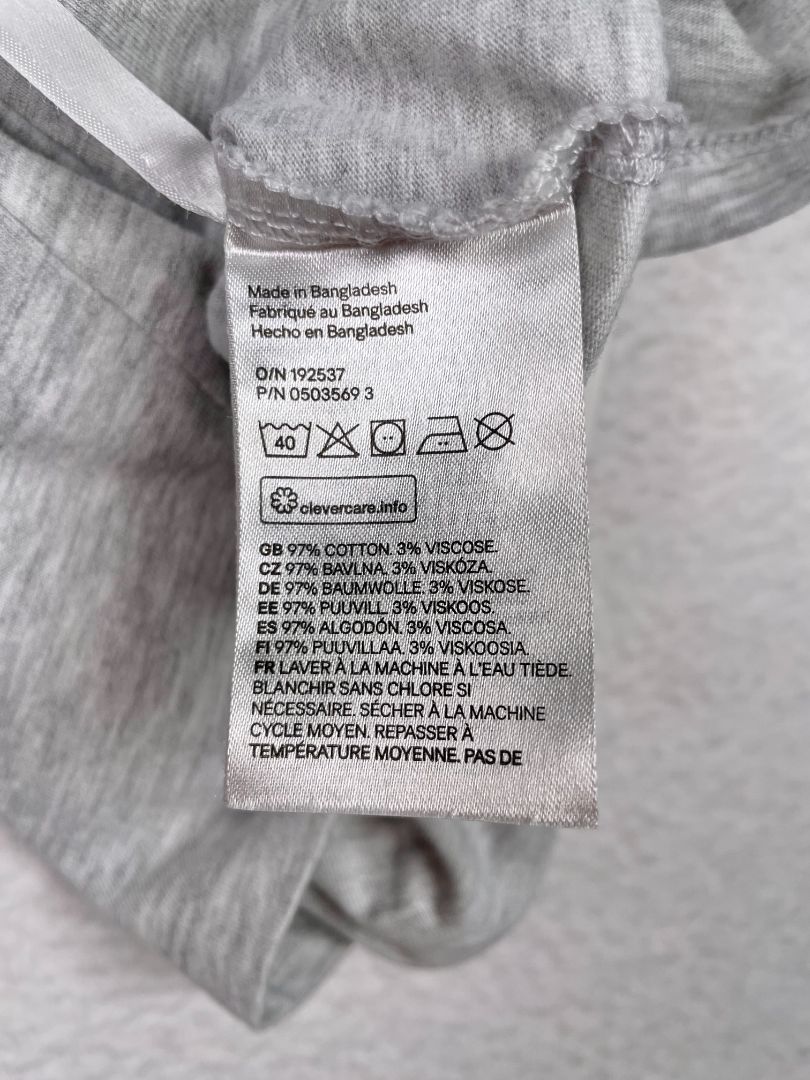 Made in Bangladesh
Fabriqué au Bangladesh
Hecho en Bangladesh
O/N 192537
P/N 0503569 3
40
clevercare.info
GB 97% COTTON. 3% VISCOSE.
CZ 97% BAVLNA. 3% VISKÓZA.
DE 97% BAUMWOLLE. 3% VISKOSE.
EE 97% PUUVILL. 3% VISKOOS.
ES 97% ALGODÓN. 3% VISCOSA.
FI 97% PUUVILLAA. 3% VISKOOSIA.
FR LAVER À LA MACHINE À L'EAU TIÈDE.
BLANCHIR SANS CHLORE SI
NÉCESSAIRE. SÉCHER À LA MACHINE
CYCLE MOYEN. REPASSER À
TEMPÉRATURE MOYENNE. PAS DE